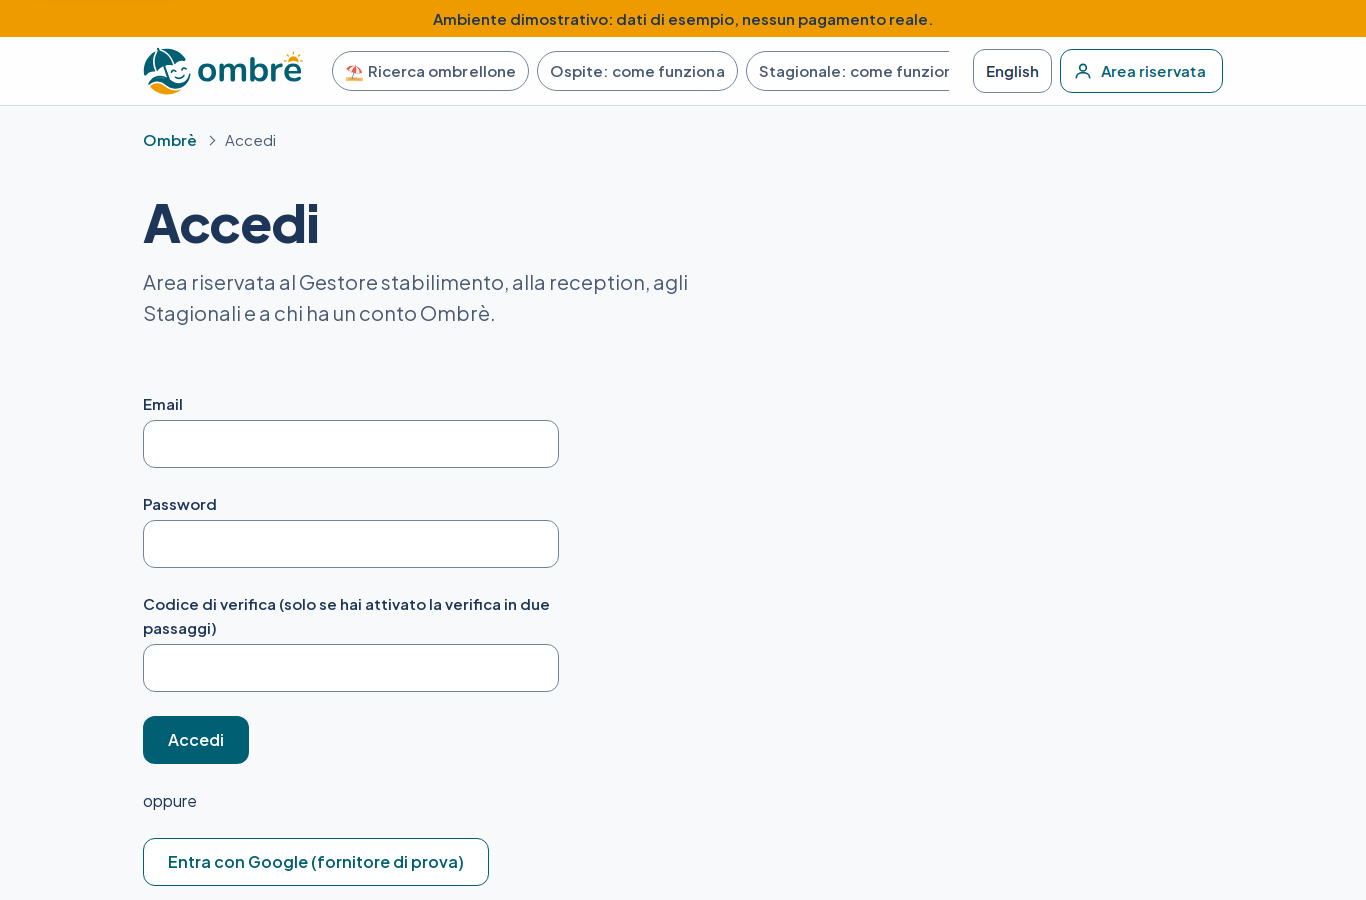 Ambiente dimostrativo: dati di esempio, nessun pagamento reale.
ombrè
Ricerca ombrellone
Ospite: come funziona
Stagionale: come funzion
English
Area riservata
Ombrè
Accedi
Accedi
Area riservata al Gestore stabilimento, alla reception, agli
Stagionali e a chi ha un conto Ombrè.
Email
Password
Codice di verifica (solo se hai attivato la verifica in due
passaggi)
Accedi
oppure
Entra con Google (fornitore di prova)